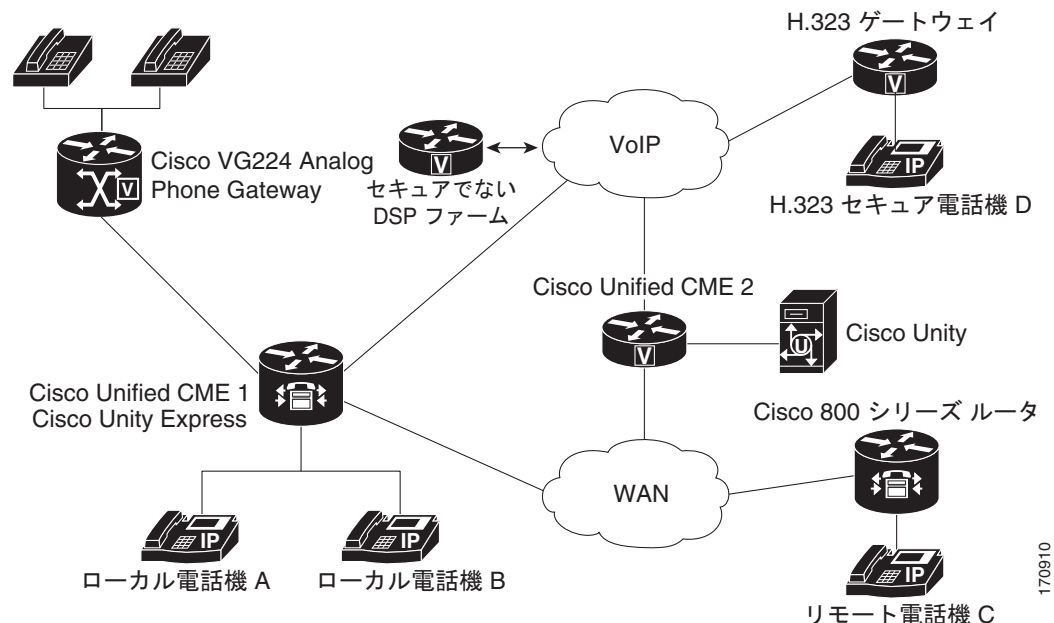 H.323 ゲートウェイ
V
VoIP
Cisco VG224 Analog
Phone Gateway
V
V
セキュアでない
DSP ファーム
IP
H.323 セキュア電話機 D
Cisco Unified CME 2
V
U
Cisco Unity
Cisco Unified CME 1
Cisco Unity Express
Cisco 800 シリーズ ルータ
WAN
IP
ローカル電話機 A
IP
ローカル電話機 B
IP
リモート電話機 C
170910